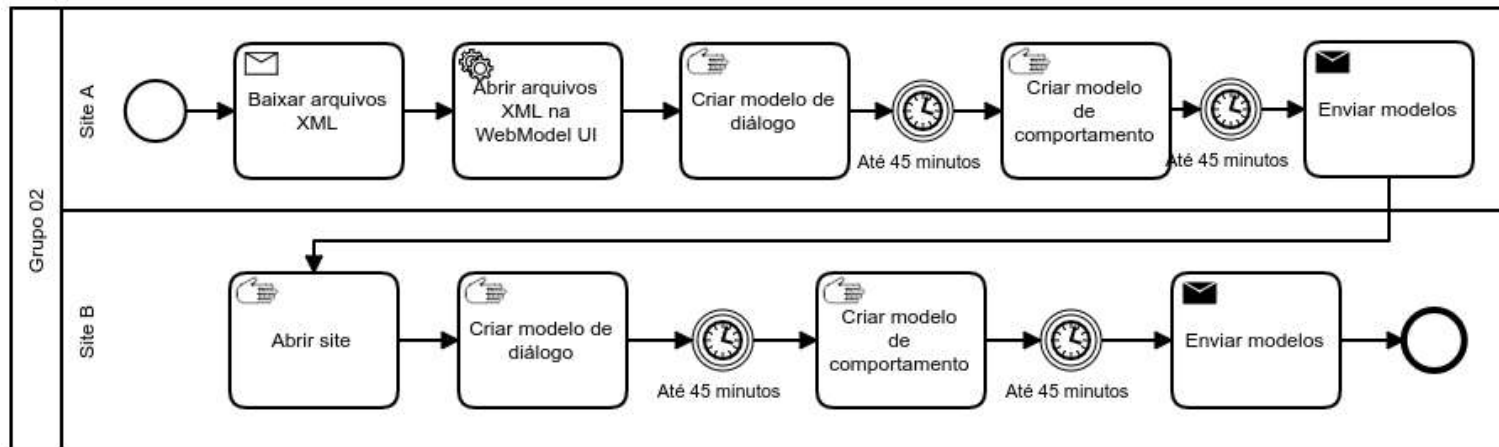 Grupo 02
Site A
Baixar arquivos
XML
Abrir arquivos
XML na
WebModel UI
Criar modelo de
diálogo
Até 45 minutos
Criar modelo
de
comportamento
Até 45 minutos
Enviar modelos
Site B
Abrir site
Criar modelo de
diálogo
Até 45 minutos
Criar modelo
de
comportamento
Até 45 minutos
Enviar modelos